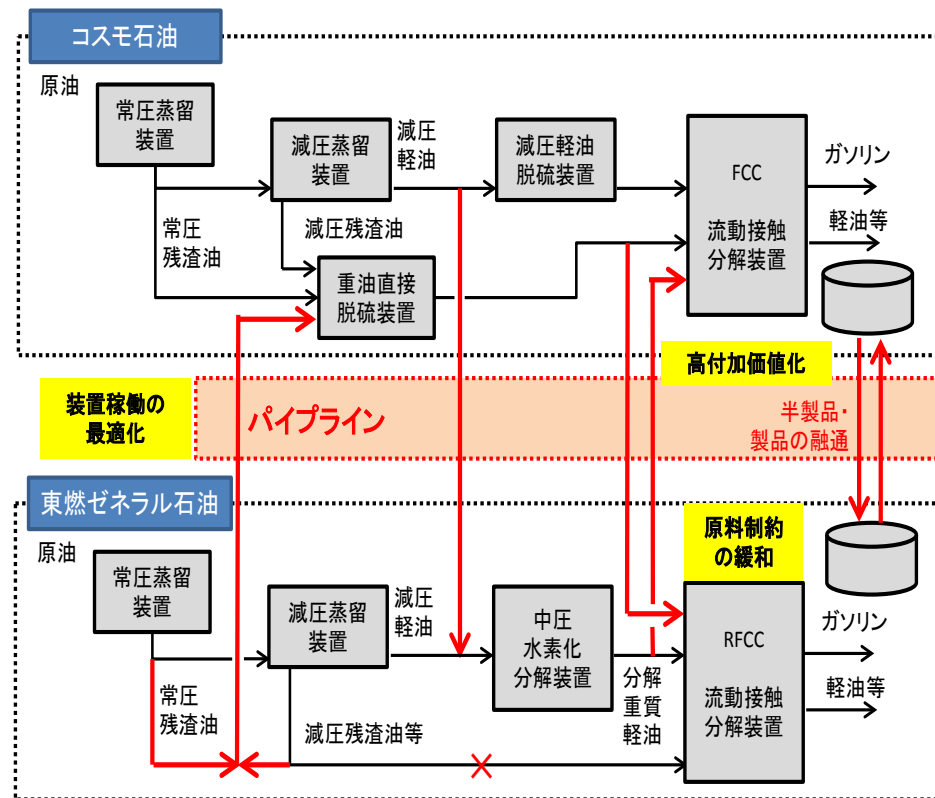 コスモ石油
原油
常圧蒸留
装置
減圧蒸留
装置
減圧
軽油
減圧軽油
脱硫装置
FCC
流動接触
分解装置
ガソリン
軽油等
常圧
残渣油
減圧残渣油
重油直接
脱硫装置
高付加価値化
装置稼働の
最適化
パイプライン
半製品・
製品の融通
東燃ゼネラル石油
原油
常圧蒸留
装置
減圧蒸留
装置
減圧
軽油
中圧
水素化
分解装置
原料制約
の緩和
RFCC
流動接触
分解装置
ガソリン
軽油等
常圧
残渣油
減圧残渣油等
分解
重質
軽油